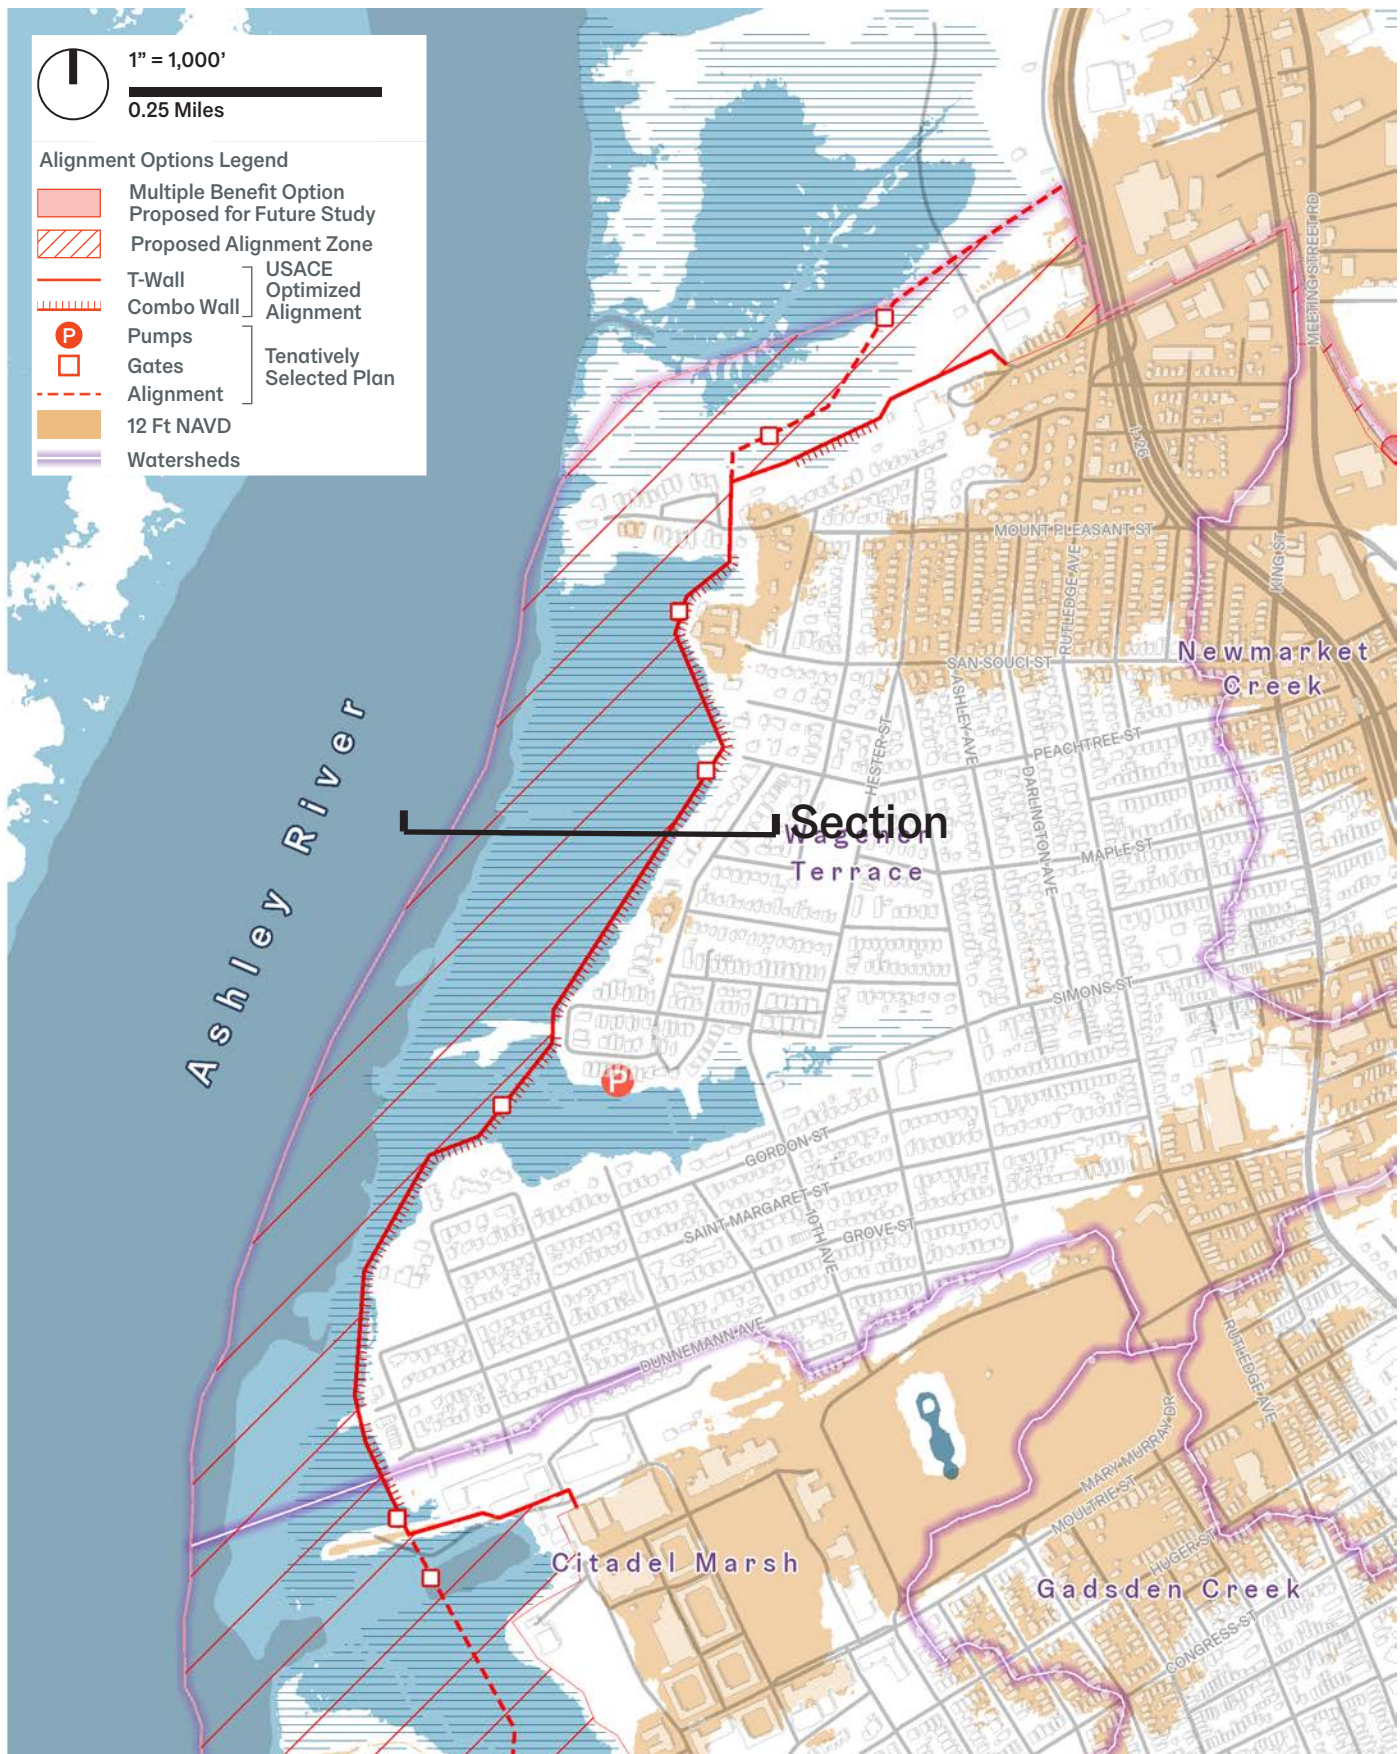 1” = 1,000’
0.25 Miles
Alignment Options Legend
Multiple Benefit Option
Proposed for Future Study
Proposed Alignment Zone
T-Wall
Combo Wall
USACE
Optimized
Alignment
P
Pumps
Gates
Alignment
Tenatively
Selected Plan
12 Ft NAVD
Watersheds
MEETING STREET RD
I-26
MOUNT PLEASANT ST
KING ST
RUTLEDGE AVE
SAN SOUCI ST
ASHLEY AVE
Newmarket
Creek
HESTER ST
PEACHTREE ST
DARLINGTON AVE
Ashley River
Section
Wagener
Terrace
MAPLE ST
SIMONS ST
P
GORDON ST
SAINT-MARGARET ST
10TH AVE
GROVE ST
DUNNEMANN AVE
RUTLEDGE AVE
MARY MURRAY DR
MOULTRIE ST
HUGER ST
Citadel Marsh
Gadsden Creek
CONGRESS ST